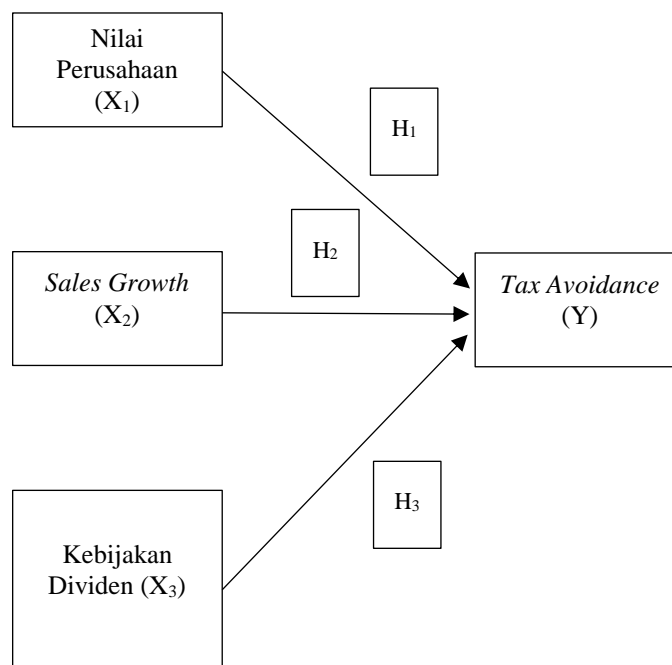 Nilai
Perusahaan
(X₁)
H₁
H₂
Sales Growth
(X₂)
Tax Avoidance
(Y)
H₃
Kebijakan
Dividen (X₃)